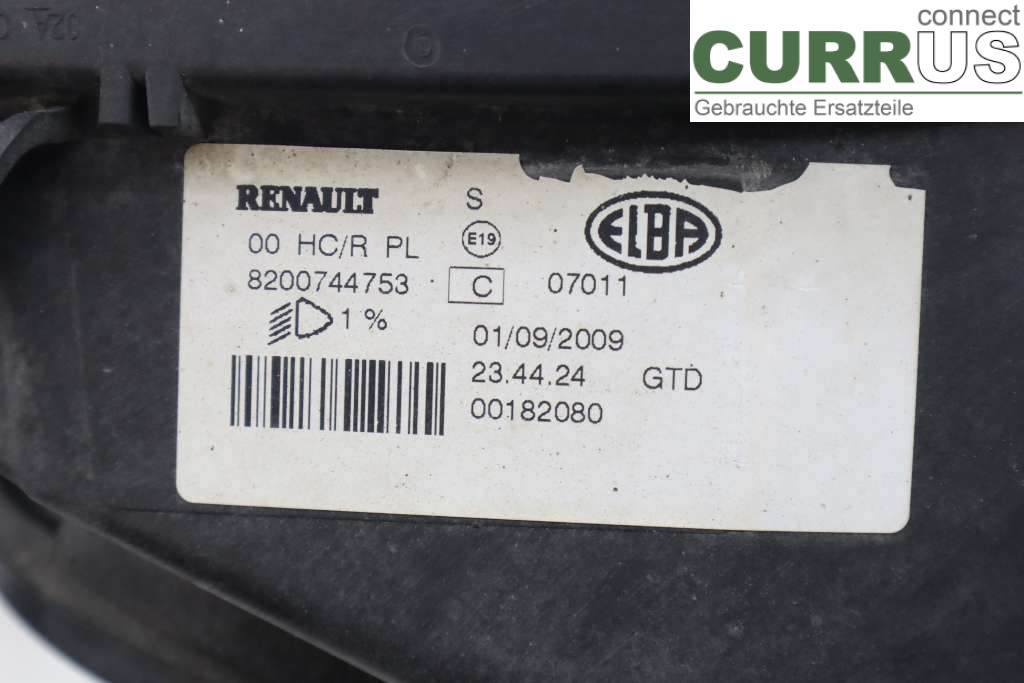 connect
CURRUS
Gebrauchte Ersatzteile
RENAULT S ELBA
00 HC/R PL E19
8200744753 C 07011
1 %
01/09/2009
23.44.24 GTD
00182080